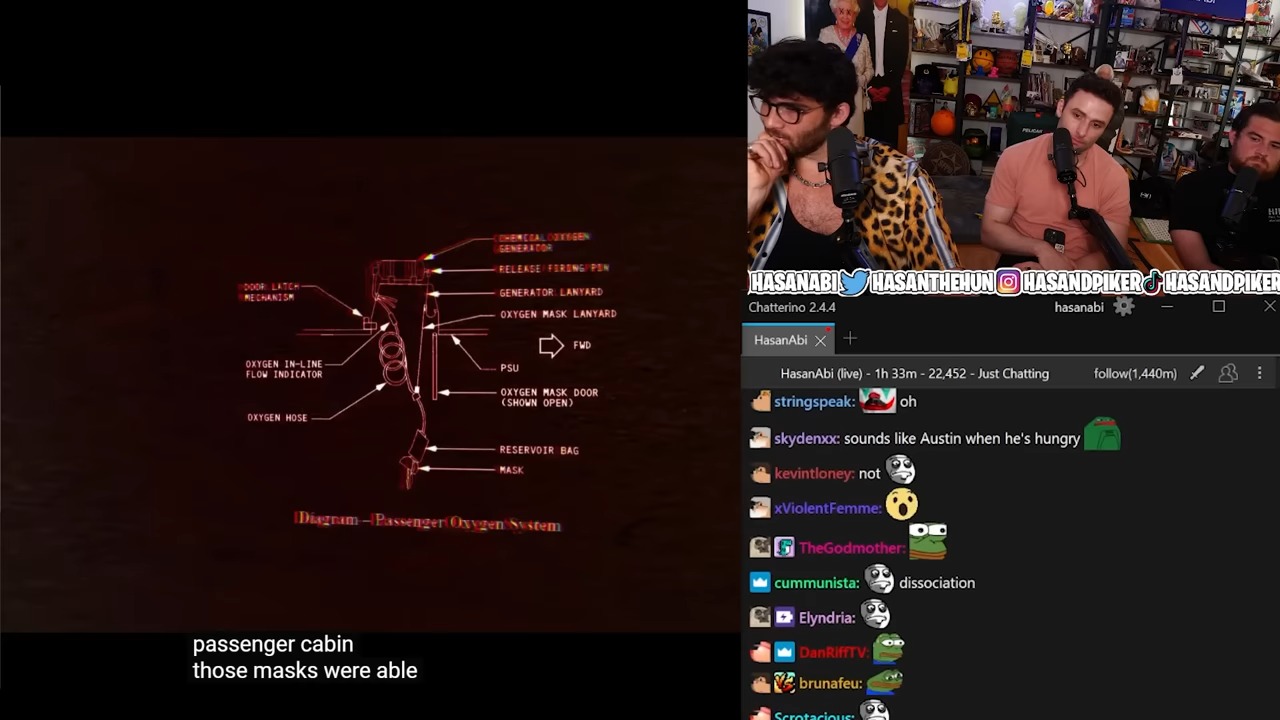 CHEMICAL OXYGEN
GENERATOR
RELEASE FIRING PIN
DOOR LATCH
MECHANISM
GENERATOR LANYARD
OXYGEN MASK LANYARD
FWD
OXYGEN IN-LINE
FLOW INDICATOR
PSU
OXYGEN MASK DOOR
(SHOWN OPEN)
OXYGEN HOSE
RESERVOIR BAG
MASK
Diagram - Passenger Oxygen System
passenger cabin
those masks were able
PELICAN
HASANABI HASANTHEHUN HASANDPIKER HASANDPIKER
Chatterino 2.4.4 hasanabi
HasanAbi
HasanAbi (live) - 1h 33m - 22,452 - Just Chatting follow(1,440m)
stringspeak: oh
skydenxx: sounds like Austin when he's hungry
kevintloney: not
xViolentFemme:
TheGodmother:
cummunista: dissociation
Elyndria:
DanRiffTV:
brunafeu:
Scrotacious: